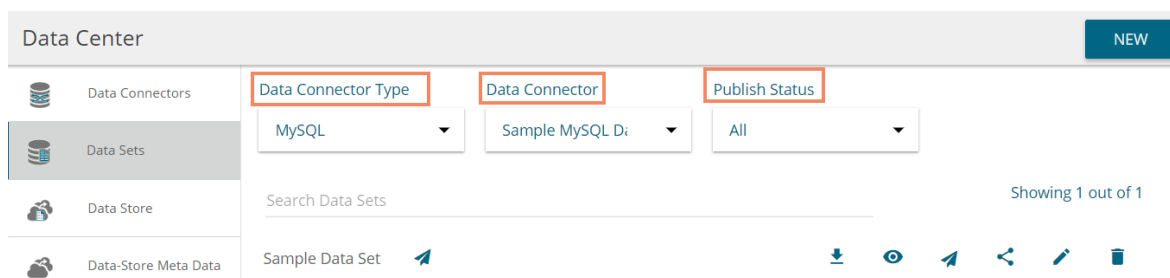 Data Center
NEW
Data Connectors
Data Sets
Data Store
Data-Store Meta Data
Data Connector Type
Data Connector
Publish Status
MySQL
Sample MySQL Da
All
Search Data Sets
Showing 1 out of 1
Sample Data Set